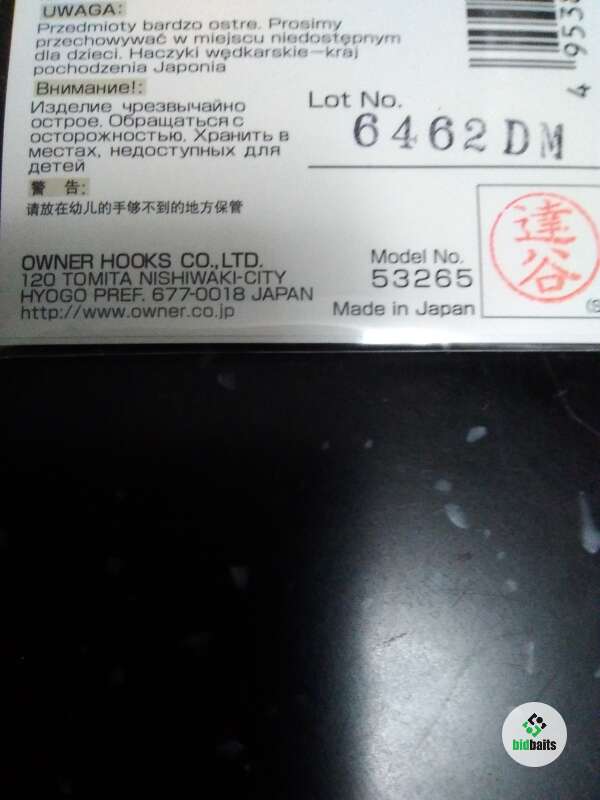 UWAGA:
Przedmioty bardzo ostre. Prosimy
przechowywać w miejscu niedostępnym
dla dzieci. Haczyki wędkarskie—kraj
pochodzenia Japonia
Внимание!:
Изделие чрезвычайно
острое. Обращаться с
осторожностью. Хранить в
местах, недоступных для
детей
警 告:
请放在幼儿的手够不到的地方保管
OWNER HOOKS CO.,LTD.
120 TOMITA NISHIWAKI-CITY
HYOGO PREF. 677-0018 JAPAN
http://www.owner.co.jp
4 9538
Lot No.
6462DM
Model No.
53265
Made in Japan
達
谷
(S
bidbaits